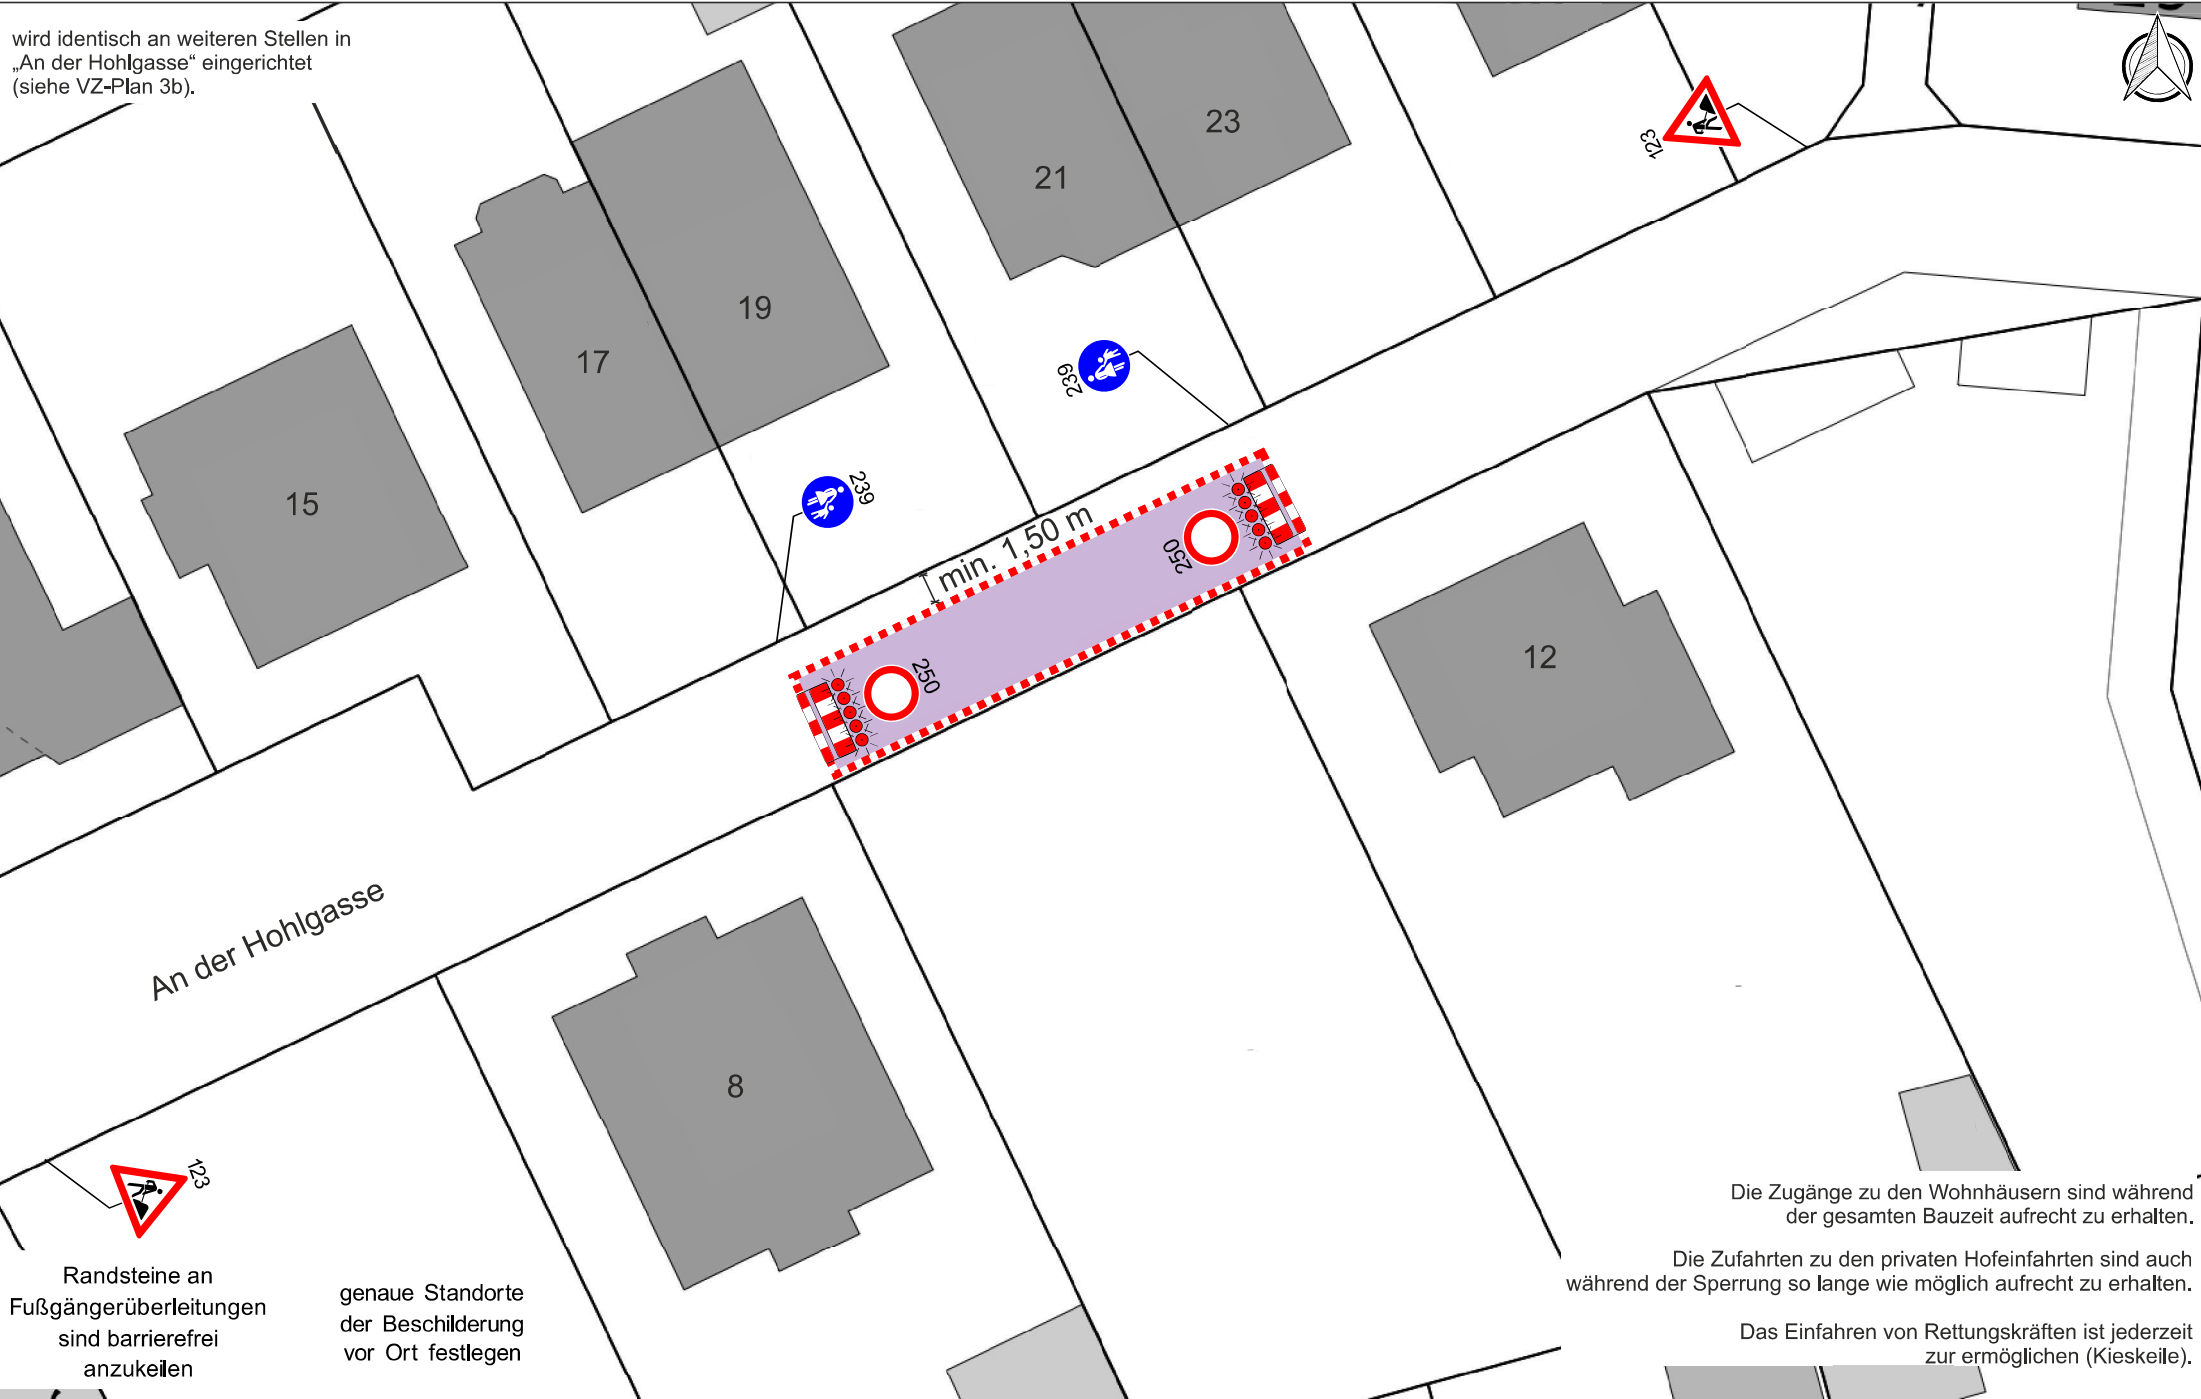 wird identisch an weiteren Stellen in
„An der Hohlgasse“ eingerichtet
(siehe VZ-Plan 3b).
23
123
21
19
239
17
239
15
min. 1,50 m
250
250
12
An der Hohlgasse
8
123
Die Zugänge zu den Wohnhäusern sind während
der gesamten Bauzeit aufrecht zu erhalten.
Die Zufahrten zu den privaten Hofeinfahrten sind auch
während der Sperrung so lange wie möglich aufrecht zu erhalten.
Das Einfahren von Rettungskräften ist jederzeit
zur ermöglichen (Kieskeile).
Randsteine an
Fußgängerüberleitungen
sind barrierefrei
anzukeilen
genaue Standorte
der Beschilderung
vor Ort festlegen